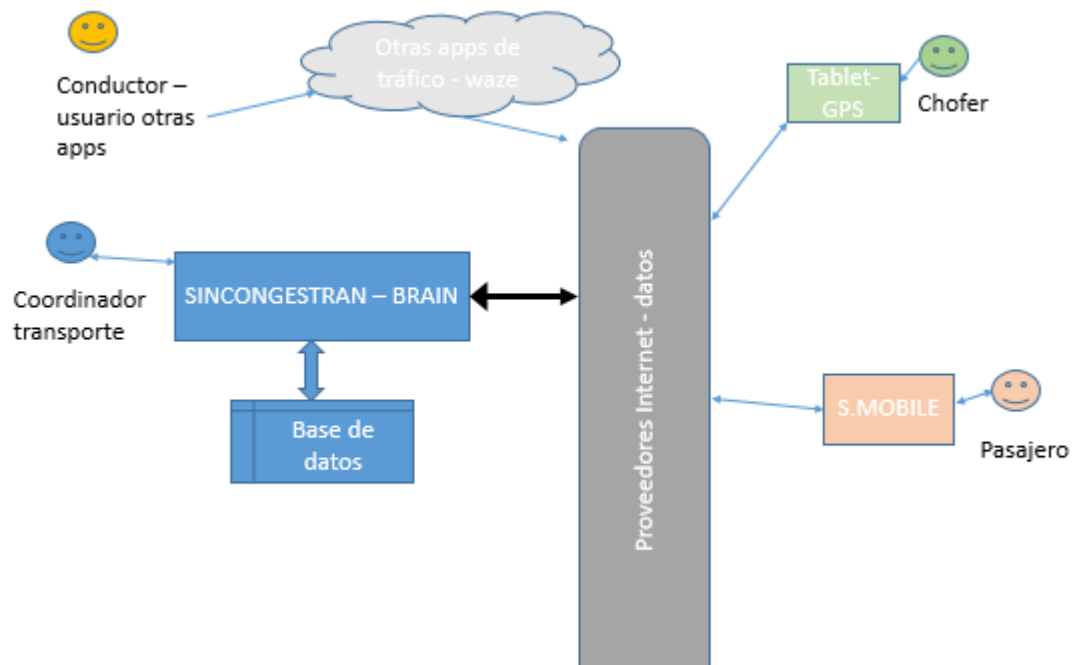 Otras apps de
tráfico - waze
Conductor –
usuario otras
apps
Tablet-
GPS
Chofer
Coordinador
transporte
SINCONGESTRAN – BRAIN
Base de
datos
Proveedores Internet - datos
S.MOBILE
Pasajero